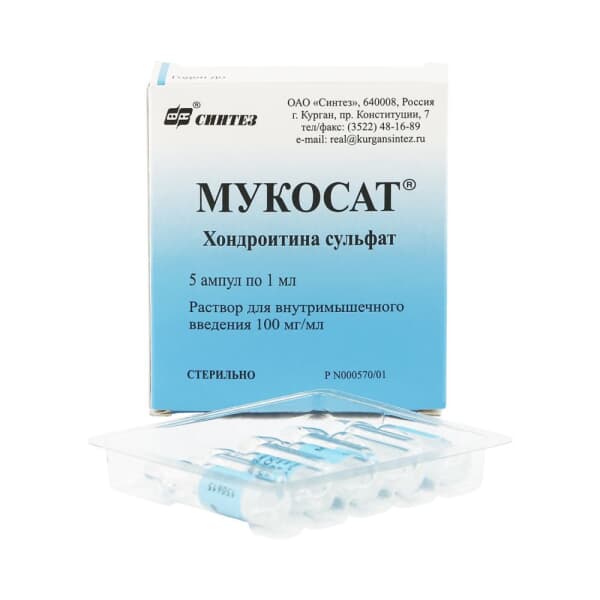 ® СИНТЕЗ
ОАО «Синтез», 640008, Россия
г. Курган, пр. Конституции, 7
тел/факс: (3522) 48-16-89
e-mail: real@kurgansintez.ru
МУКОСАТ®
Хондроитина сульфат
5 ампул по 1 мл
Раствор для внутримышечного
введения 100 мг/мл
СТЕРИЛЬНО
Р N000570/01